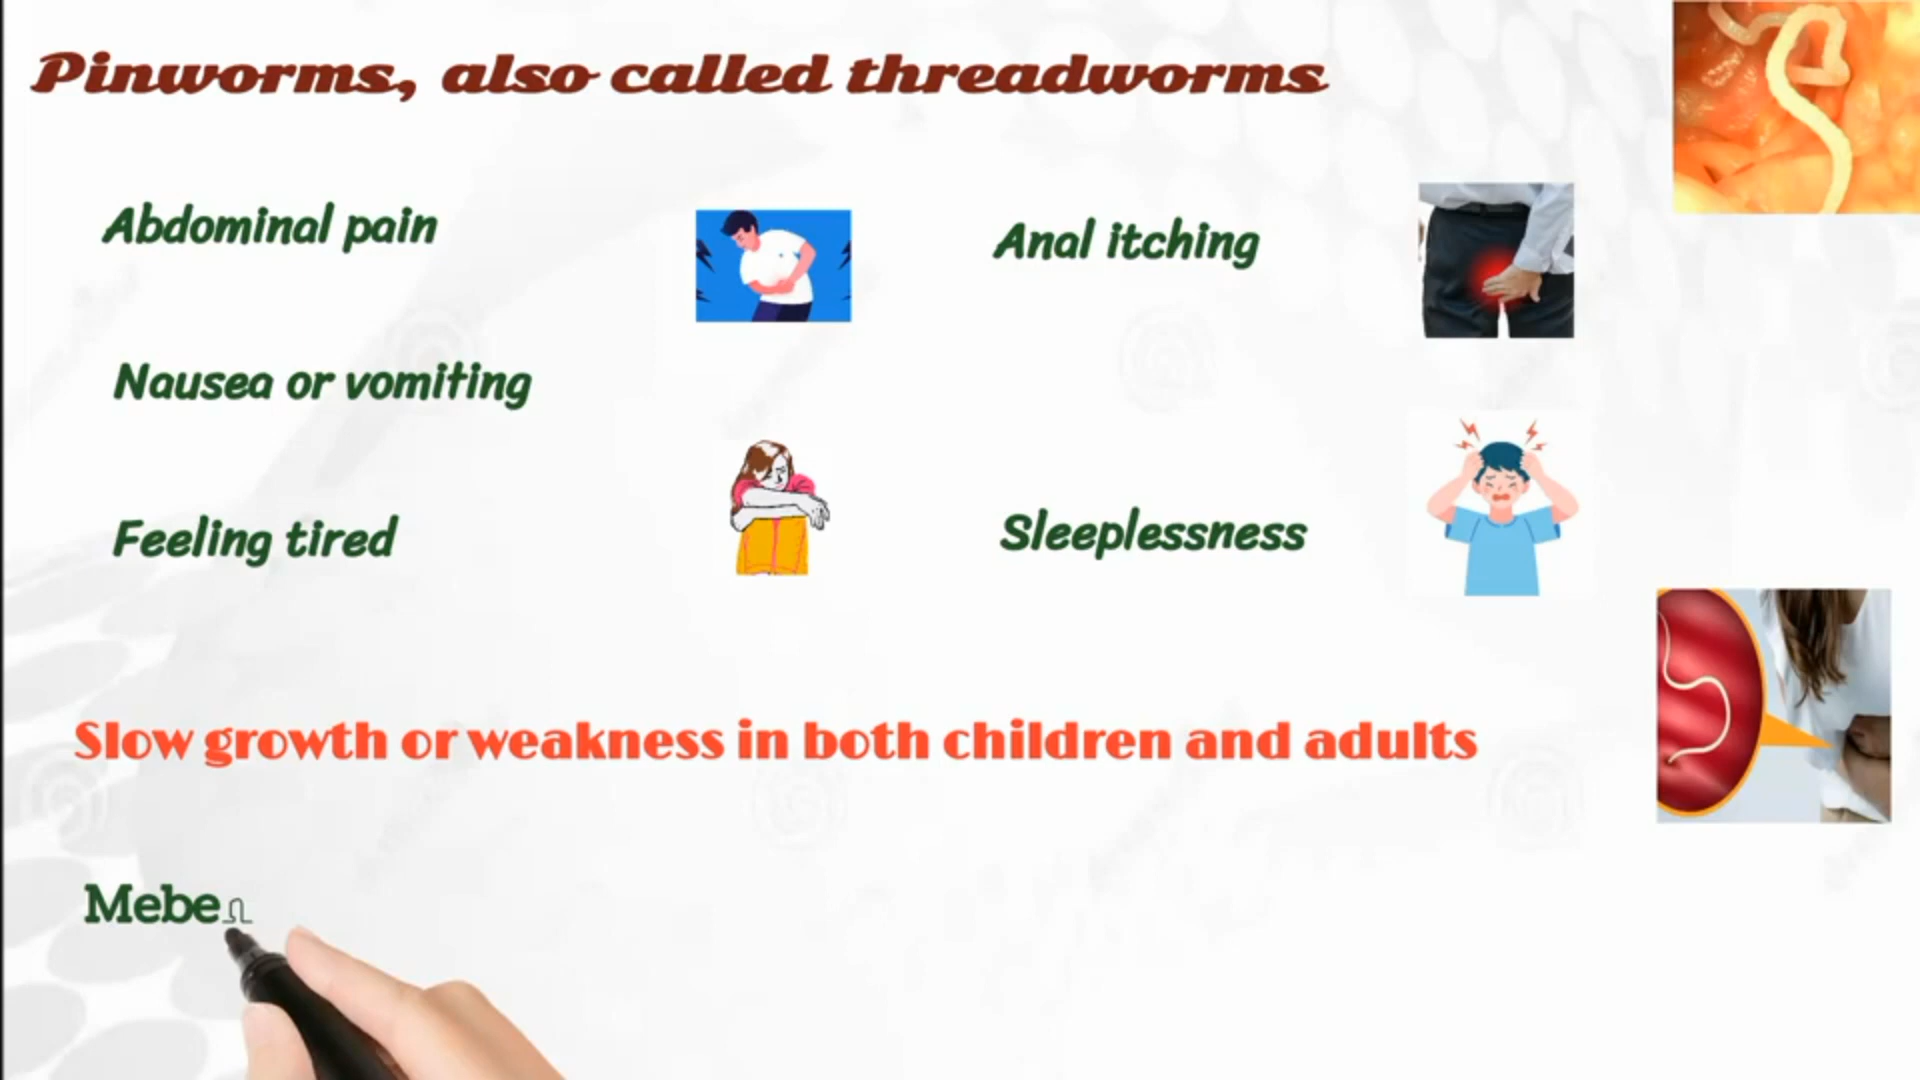 Pinworms, also called threadworms
Abdominal pain
Anal itching
Nausea or vomiting
Feeling tired
Sleeplessness
Slow growth or weakness in both children and adults
Meben